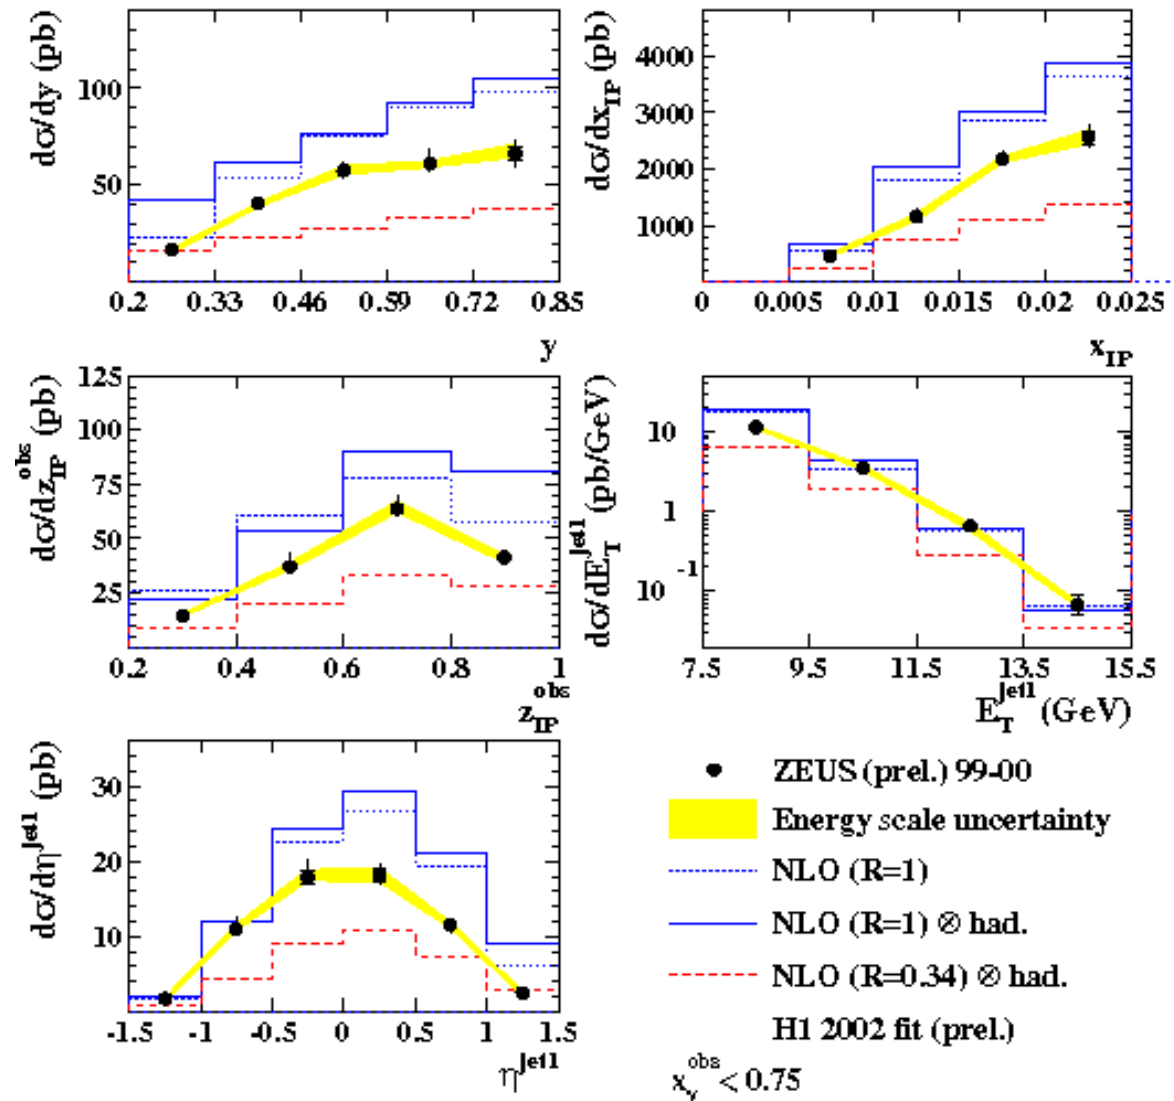 dσ/dy (pb)
100
50
0.2 0.33 0.46 0.59 0.72 0.85
y
dσ/dx_IP (pb)
4000
3000
2000
1000
0 0.005 0.01 0.015 0.02 0.025
x_IP
dσ/dz_IP^obs (pb)
125
100
75
50
25
0.2 0.4 0.6 0.8 1
z_IP^obs
dσ/dE_T^jet1 (pb/GeV)
10
1
10^-1
7.5 9.5 11.5 13.5 15.5
E_T^jet1 (GeV)
dσ/dη^jet1 (pb)
30
20
10
-1.5 -1 -0.5 0 0.5 1 1.5
η^jet1
ZEUS (prel.) 99-00
Energy scale uncertainty
NLO (R=1)
NLO (R=1) ⊗ had.
NLO (R=0.34) ⊗ had.
H1 2002 fit (prel.)
x_γ^obs < 0.75